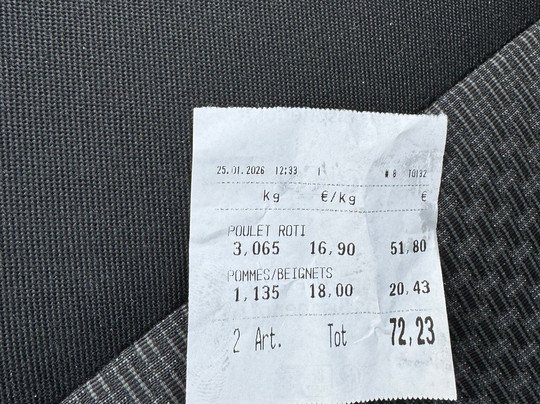 25.01.2026 12:33 1 # 8 10132
kg €/kg €
POULET ROTI
3,065 16,90 51,80
POMMES/BEIGNETS
1,135 18,00 20,43
2 Art. Tot 72,23